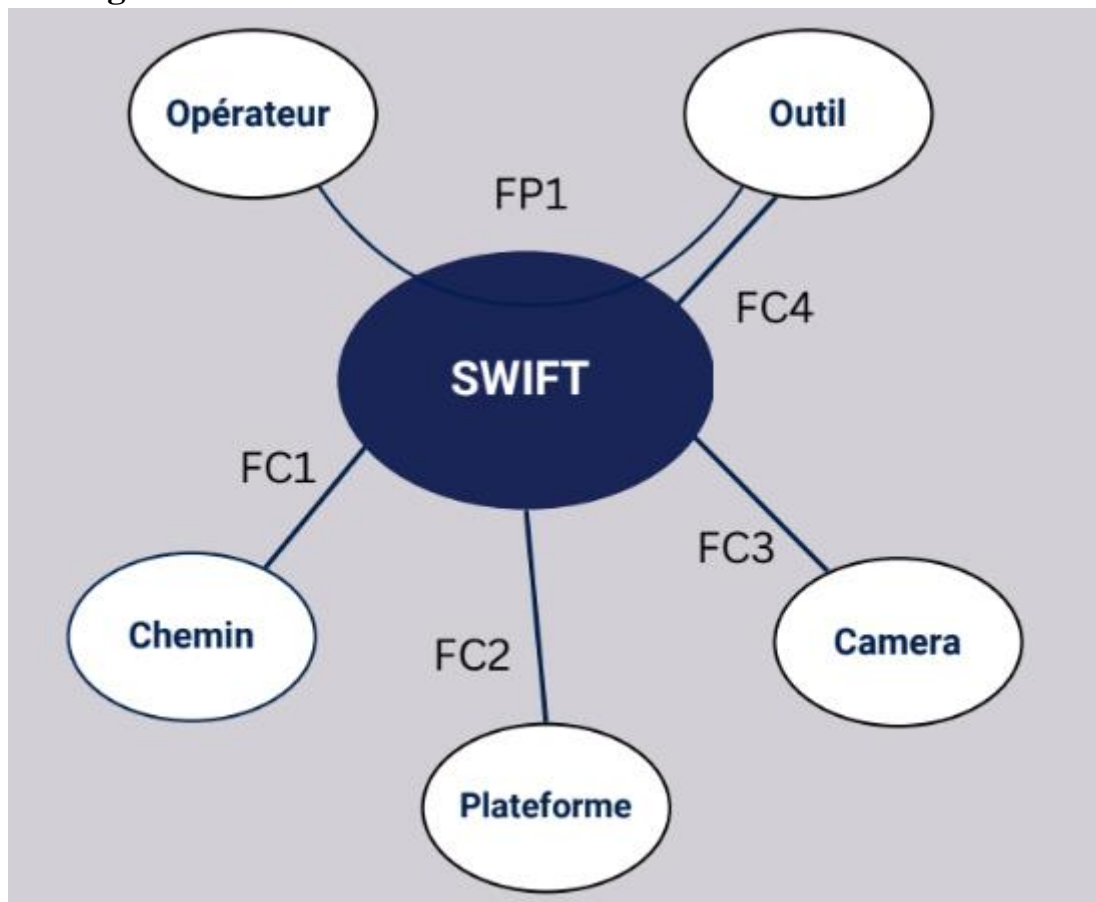 Opérateur
Outil
FP1
FC4
SWIFT
FC1
FC3
Chemin
Camera
FC2
Plateforme